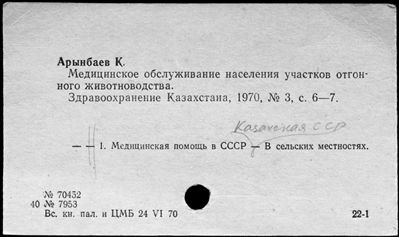 Арынбаев К.
Медицинское обслуживание населения участков отгон-
ного животноводства.
Здравоохранение Казахстана, 1970, № 3, с. 6—7.
Казахская ССР
— — 1. Медицинская помощь в СССР — В сельских местностях.
№ 70452
40 № 7953
Вс. кн. пал. и ЦМБ 24 VI 70 22-1